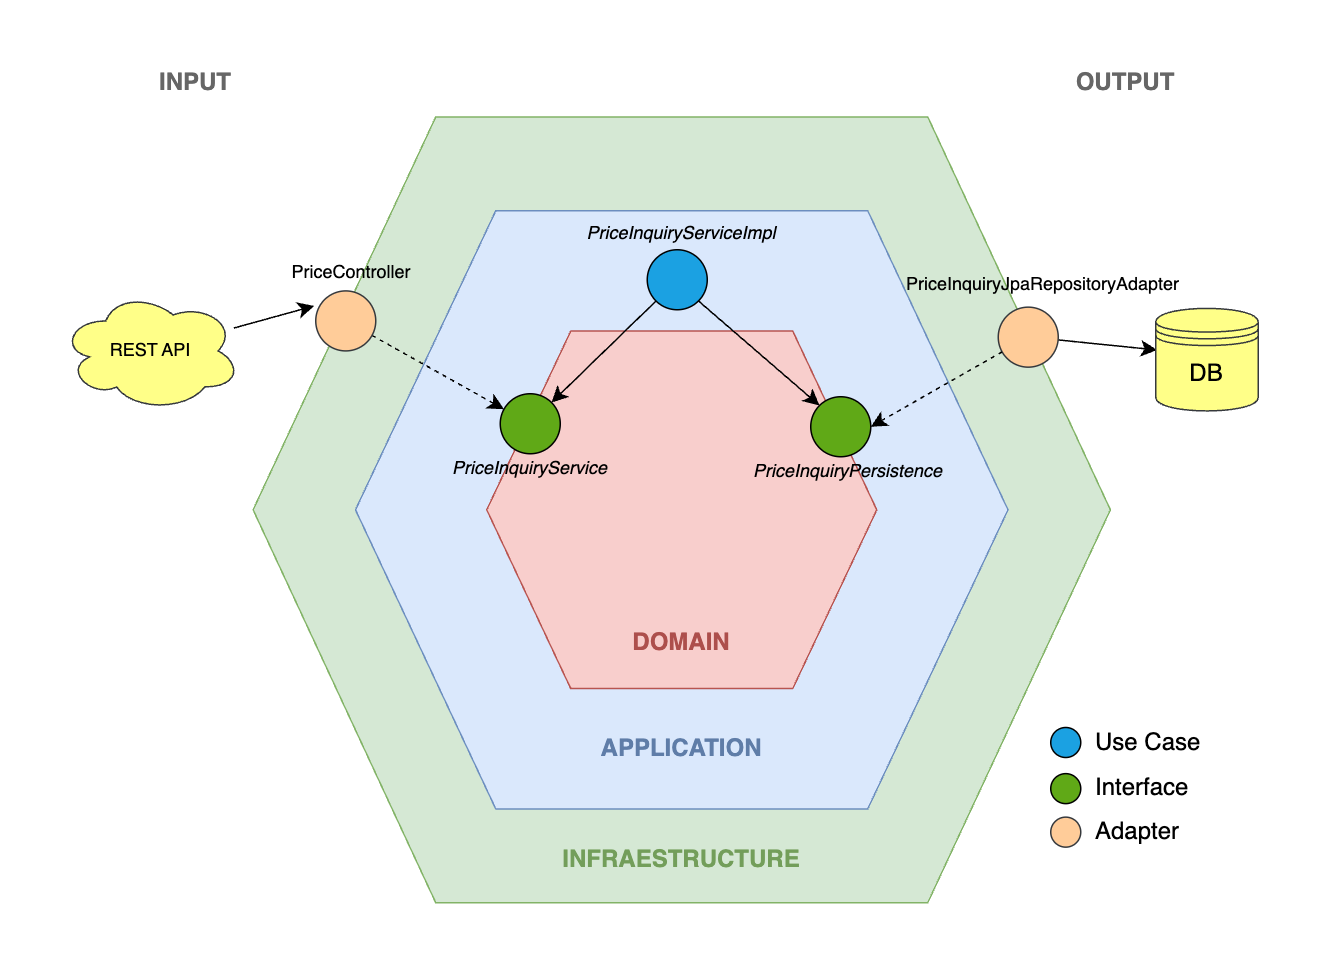 INPUT
OUTPUT
PriceInquiryServiceImpl
PriceController
PriceInquiryJpaRepositoryAdapter
REST API
DB
PriceInquiryService
PriceInquiryPersistence
DOMAIN
APPLICATION
INFRAESTRUCTURE
Use Case
Interface
Adapter